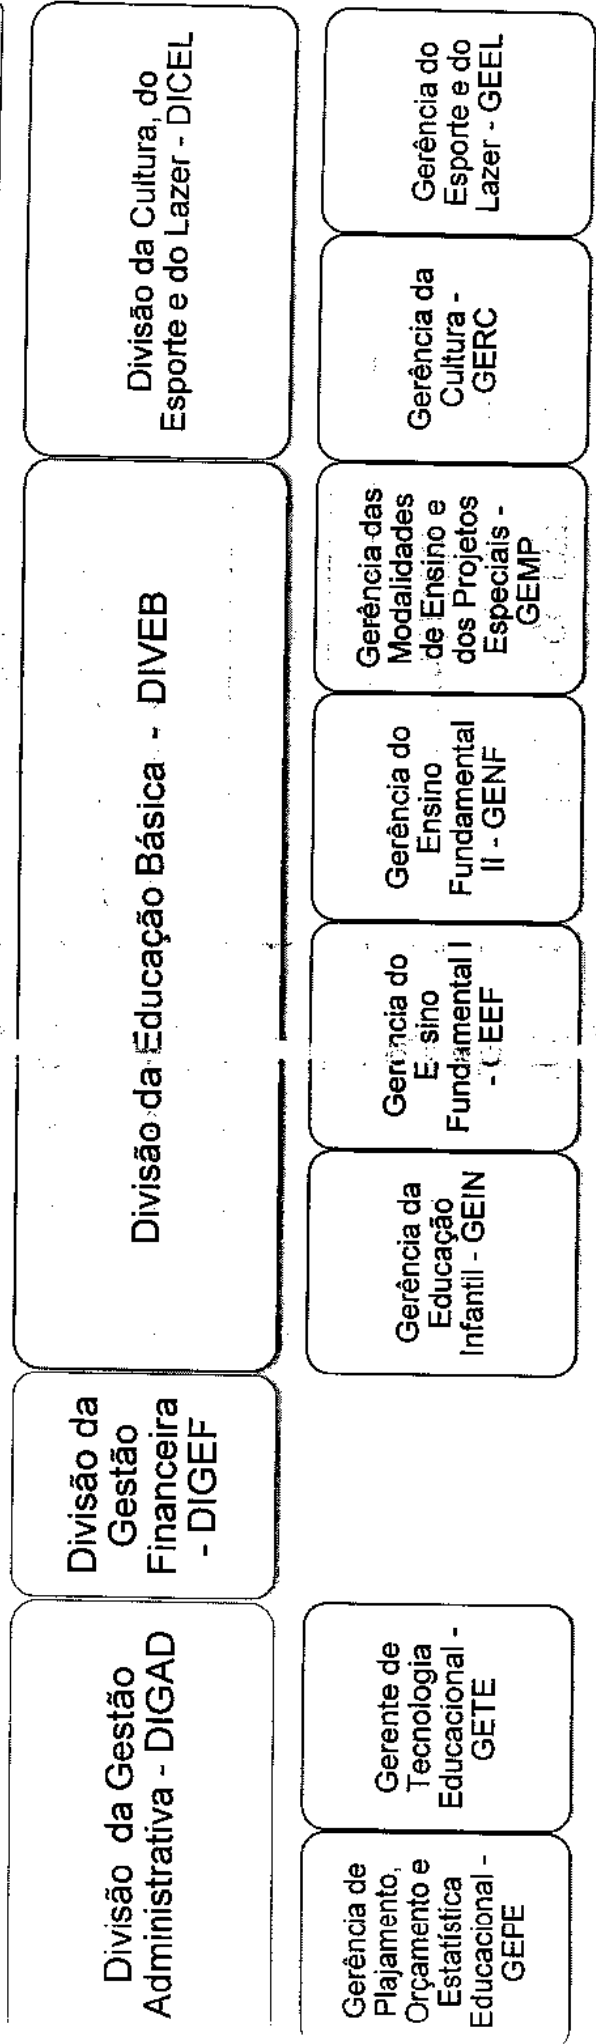 Divisão da Gestão
Administrativa - DIGAD
Divisão da
Gestão
Financeira
- DIGEF
Divisão da Educação Básica - DIVEB
Divisão da Cultura, do
Esporte e do Lazer - DICEL
Gerência de
Plajamento,
Orçamento e
Estatística
Educacional -
GEPE
Gerente de
Tecnologia
Educacional -
GETE
Gerência da
Educação
Infantil - GEIN
Gerência do
Fundamental I
Gerência do
Ensino
Fundamental
II - GENF
Gerência das
Modalidades
de Ensino e
dos Projetos
Especiais -
GEMP
Gerência da
Cultura -
GERC
Gerência do
Esporte e do
Lazer - GEEL